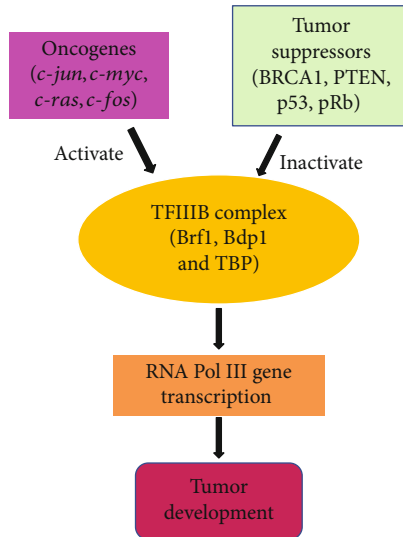 Oncogenes
(c-jun, c-myc,
c-ras, c-fos)
Tumor
suppressors
(BRCA1, PTEN,
p53, pRb)
Activate
Inactivate
TFIIIB complex
(Brf1, Bdp1
and TBP)
RNA Pol III gene
transcription
Tumor
development